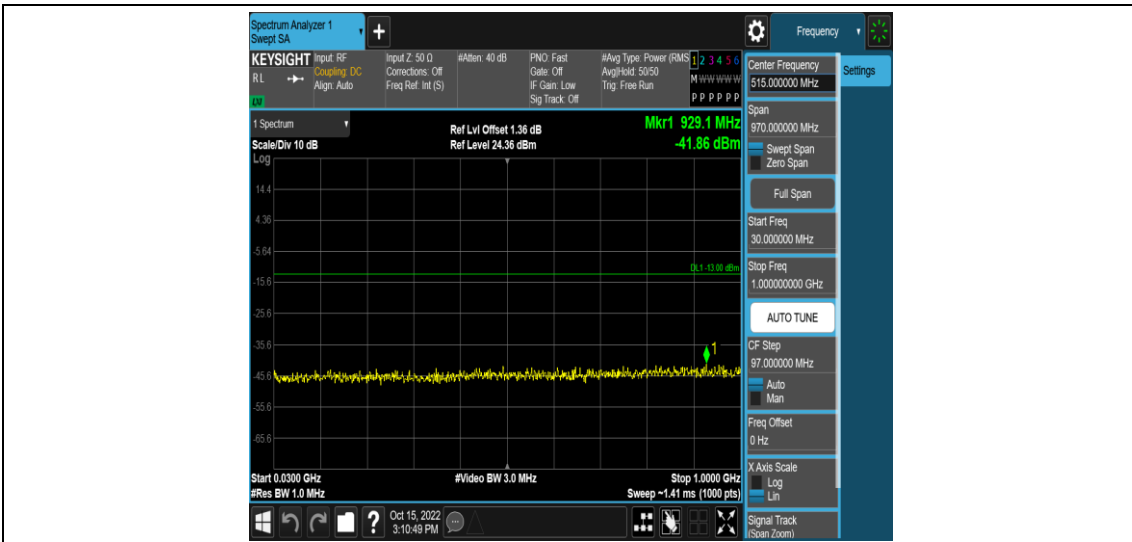 Spectrum Analyzer 1
Swept SA
+
Frequency
KEYSIGHT
RL
LNI
Input: RF
Coupling: DC
Align: Auto
Input Z: 50 Ω
Corrections: Off
Freq Ref: Int (S)
#Atten: 40 dB
PNO: Fast
Gate: Off
IF Gain: Low
Sig Track: Off
#Avg Type: Power (RMS
Avg|Hold: 50/50
Trig: Free Run
1 2 3 4 5 6
M W W W W W
P P P P P P
1 Spectrum
Scale/Div 10 dB
Ref Lvl Offset 1.36 dB
Ref Level 24.36 dBm
Mkr1 929.1 MHz
-41.86 dBm
Log
14.4
4.36
-5.64
DL1 -13.00 dBm
-15.6
-25.6
-35.6
1
-45.6
-55.6
-65.6
Start 0.0300 GHz
#Res BW 1.0 MHz
#Video BW 3.0 MHz
Stop 1.0000 GHz
Sweep ~1.41 ms (1000 pts)
?
Oct 15, 2022
3:10:49 PM
Center Frequency
515.000000 MHz
Settings
Span
970.000000 MHz
Swept Span
Zero Span
Full Span
Start Freq
30.000000 MHz
Stop Freq
1.000000000 GHz
AUTO TUNE
CF Step
97.000000 MHz
Auto
Man
Freq Offset
0 Hz
X Axis Scale
Log
Lin
Signal Track
(Span Zoom)